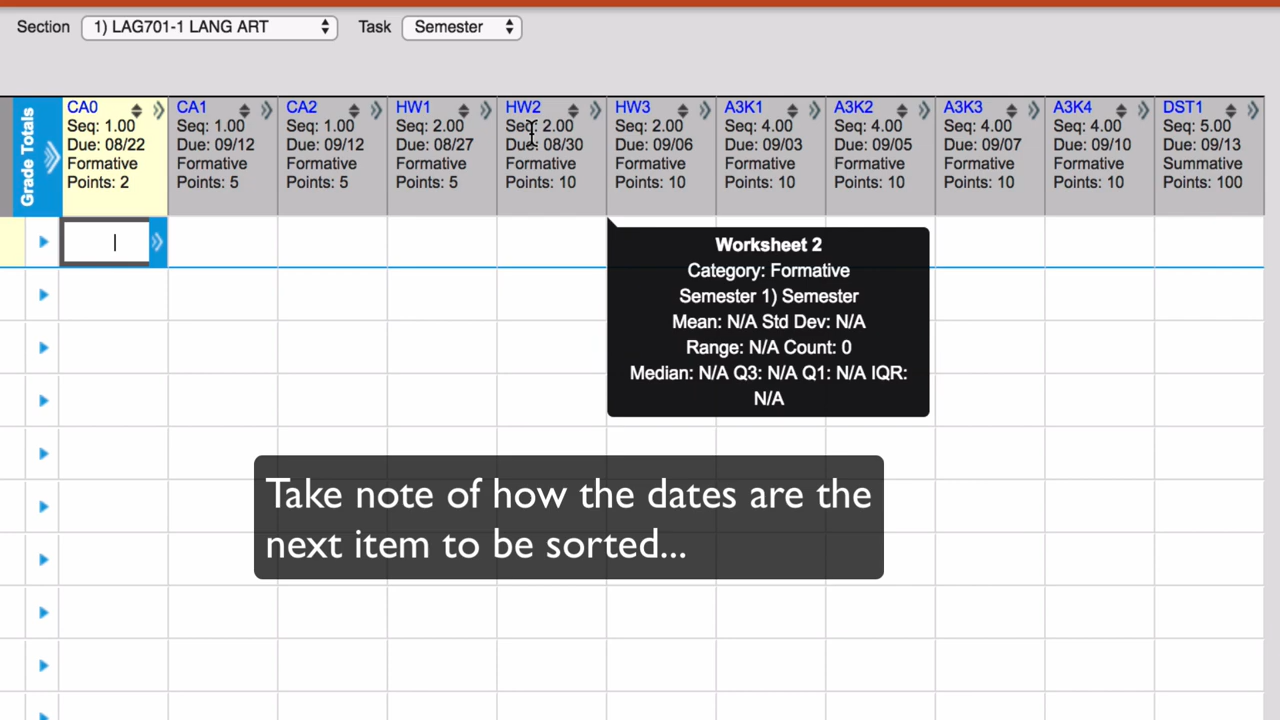 Section 1) LAG701-1 LANG ART Task Semester
Grade Totals
CA0
Seq: 1.00
Due: 08/22
Formative
Points: 2
CA1
Seq: 1.00
Due: 09/12
Formative
Points: 5
CA2
Seq: 1.00
Due: 09/12
Formative
Points: 5
HW1
Seq: 2.00
Due: 08/27
Formative
Points: 5
HW2
Seq: 2.00
Due: 08/30
Formative
Points: 10
HW3
Seq: 2.00
Due: 09/06
Formative
Points: 10
A3K1
Seq: 4.00
Due: 09/03
Formative
Points: 10
A3K2
Seq: 4.00
Due: 09/05
Formative
Points: 10
A3K3
Seq: 4.00
Due: 09/07
Formative
Points: 10
A3K4
Seq: 4.00
Due: 09/10
Formative
Points: 10
DST1
Seq: 5.00
Due: 09/13
Summative
Points: 100
Worksheet 2
Category: Formative
Semester 1) Semester
Mean: N/A Std Dev: N/A
Range: N/A Count: 0
Median: N/A Q3: N/A Q1: N/A IQR:
N/A
Take note of how the dates are the
next item to be sorted...